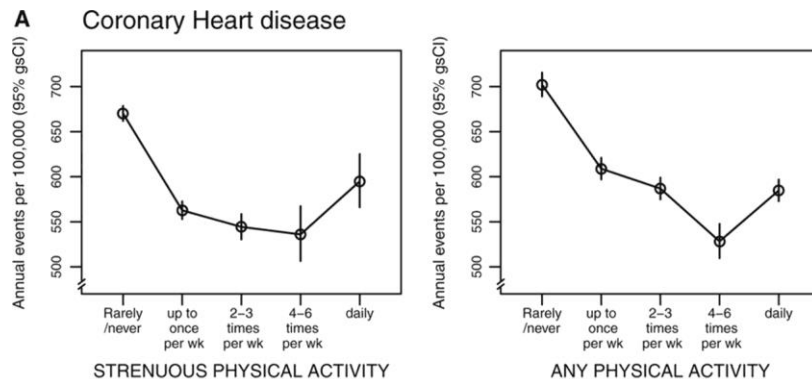 A Coronary Heart disease
Annual events per 100,000 (95% gsCI)
700
650
600
550
500
Rarely /never
up to once per wk
2–3 times per wk
4–6 times per wk
daily
STRENUOUS PHYSICAL ACTIVITY
Annual events per 100,000 (95% gsCI)
700
650
600
550
500
Rarely /never
up to once per wk
2–3 times per wk
4–6 times per wk
daily
ANY PHYSICAL ACTIVITY